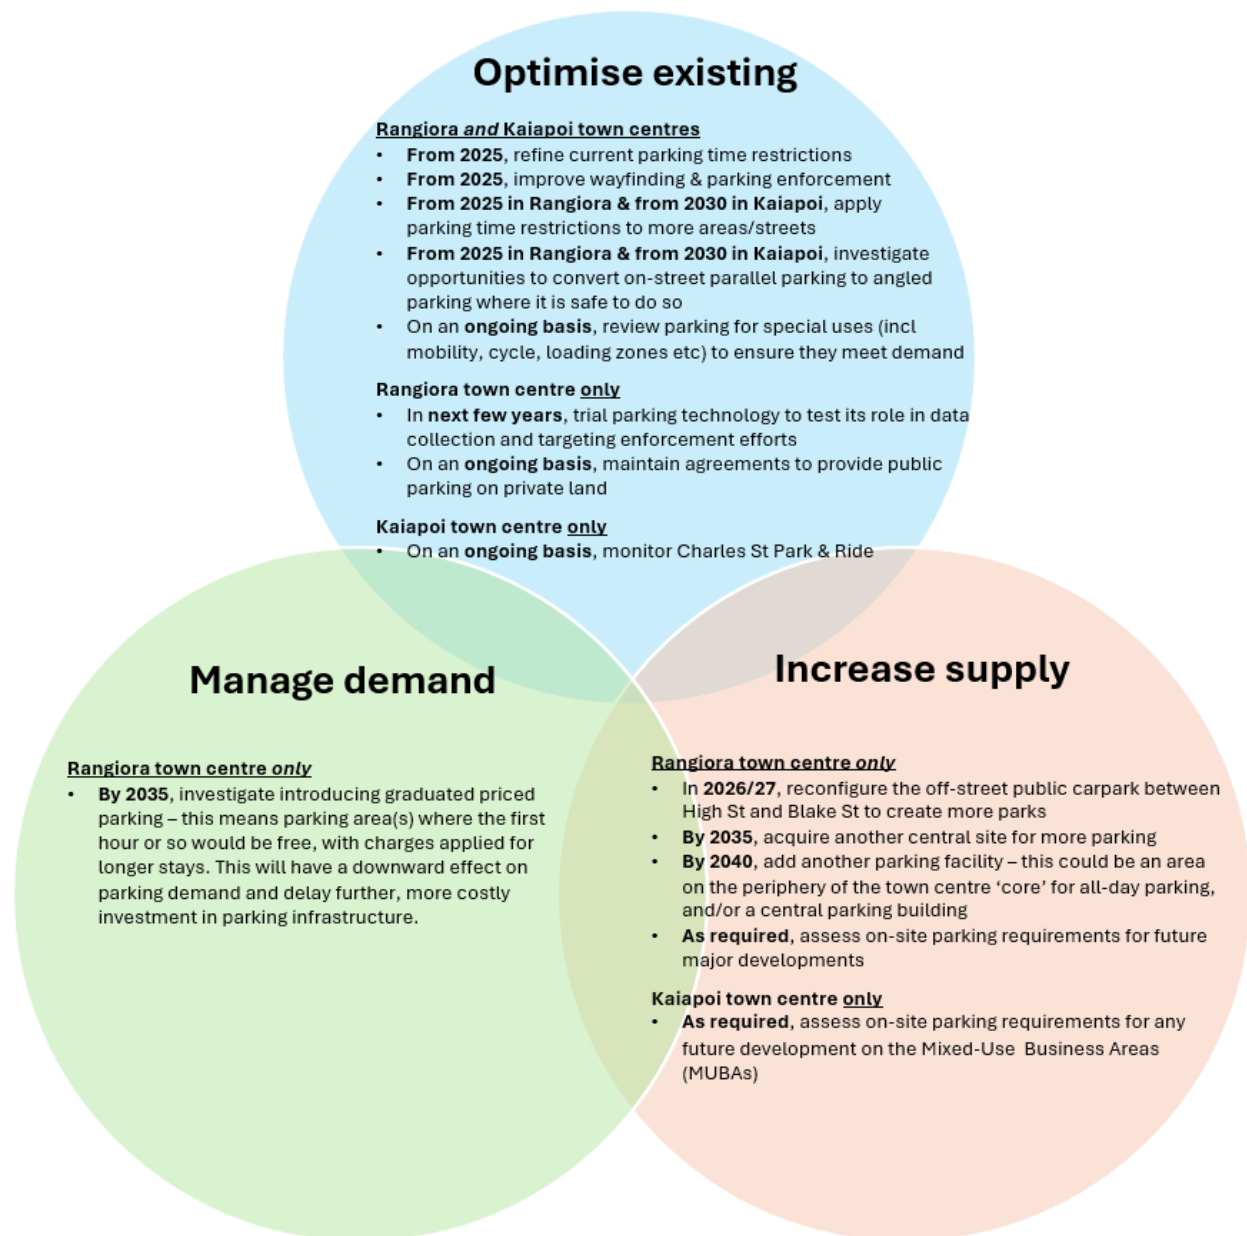 Optimise existing
Rangiora and Kaiapoi town centres
• From 2025, refine current parking time restrictions
• From 2025, improve wayfinding & parking enforcement
• From 2025 in Rangiora & from 2030 in Kaiapoi, apply
parking time restrictions to more areas/streets
• From 2025 in Rangiora & from 2030 in Kaiapoi, investigate
opportunities to convert on-street parallel parking to angled
parking where it is safe to do so
• On an ongoing basis, review parking for special uses (incl
mobility, cycle, loading zones etc) to ensure they meet demand
Rangiora town centre only
• In next few years, trial parking technology to test its role in data
collection and targeting enforcement efforts
• On an ongoing basis, maintain agreements to provide public
parking on private land
Kaiapoi town centre only
• On an ongoing basis, monitor Charles St Park & Ride
Manage demand
Rangiora town centre only
• By 2035, investigate introducing graduated priced
parking – this means parking area(s) where the first
hour or so would be free, with charges applied for
longer stays. This will have a downward effect on
parking demand and delay further, more costly
investment in parking infrastructure.
Increase supply
Rangiora town centre only
• In 2026/27, reconfigure the off-street public carpark between
High St and Blake St to create more parks
• By 2035, acquire another central site for more parking
• By 2040, add another parking facility – this could be an area
on the periphery of the town centre ‘core’ for all-day parking,
and/or a central parking building
• As required, assess on-site parking requirements for future
major developments
Kaiapoi town centre only
• As required, assess on-site parking requirements for any
future development on the Mixed-Use Business Areas
(MUBAs)